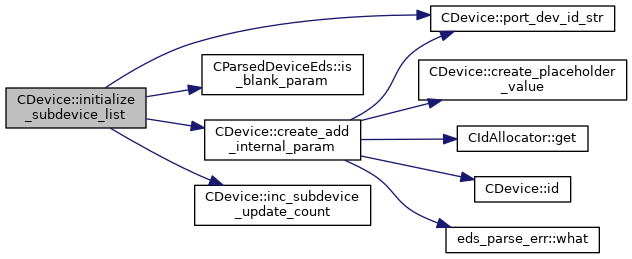 CDevice::initialize
_subdevice_list
CDevice::port_dev_id_str
CParsedDeviceEds::is
_blank_param
CDevice::create_add
_internal_param
CDevice::inc_subdevice
_update_count
CDevice::create_placeholder
_value
CIdAllocator::get
CDevice::id
eds_parse_err::what